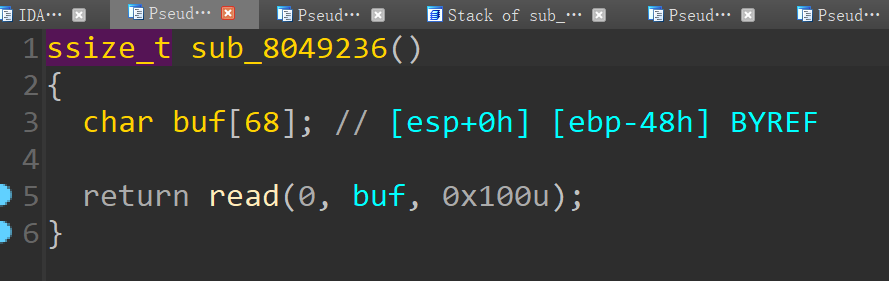 IDA… Pseud… Pseud… Stack of sub_… Pseud… Pseud…
1 ssize_t sub_8049236()
2 {
3 char buf[68]; // [esp+0h] [ebp-48h] BYREF
4
5 return read(0, buf, 0x100u);
6 }